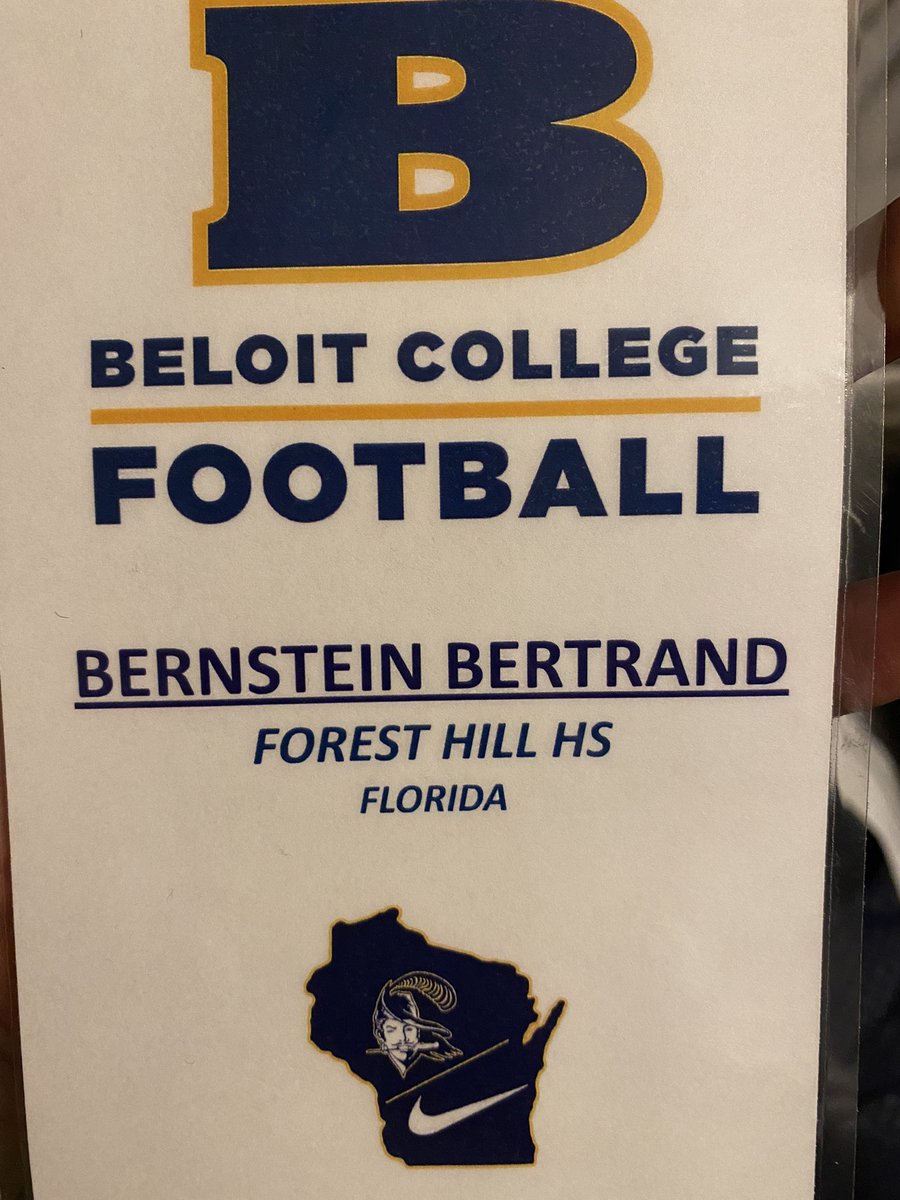 B
BELOIT COLLEGE
FOOTBALL
BERNSTEIN BERTRAND
FOREST HILL HS
FLORIDA